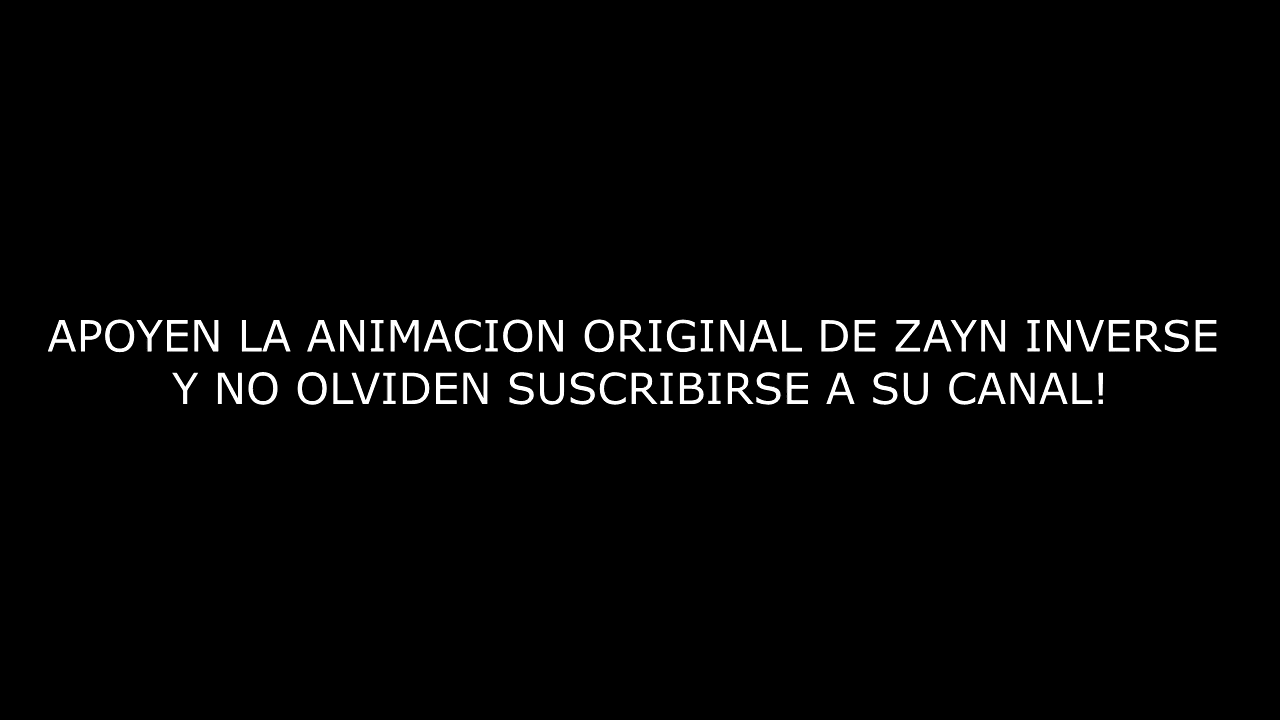 APOYEN LA ANIMACION ORIGINAL DE ZAYN INVERSE
Y NO OLVIDEN SUSCRIBIRSE A SU CANAL!